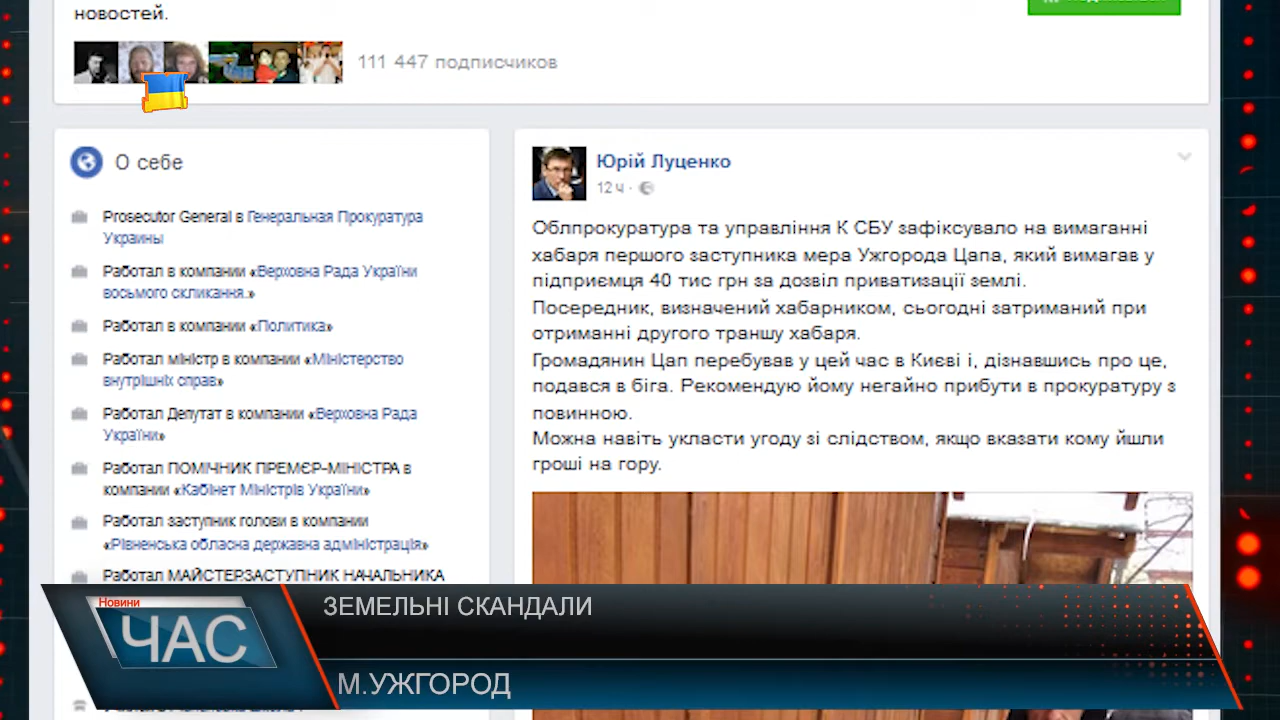 новостей.
111 447 подписчиков
О себе
Prosecutor General в Генеральная Прокуратура
Украины
Работал в компании «Верховна Рада України
восьмого скликання.»
Работал в компании «Политика»
Работал міністр в компании «Міністерство
внутрішніх справ»
Работал Депутат в компании «Верховна Рада
України»
Работал ПОМІЧНИК ПРЕМ'ЄР-МІНІСТРА в
компании «Кабінет Міністрів України»
Работал заступник голови в компании
«Рівненська обласна державна адміністрація»
Работал МАЙСТЕР.ЗАСТУПНИК НАЧАЛЬНИКА
Юрій Луценко
12 ч ·
Облпрокуратура та управління К СБУ зафіксувало на вимаганні
хабаря першого заступника мера Ужгорода Цапа, який вимагав у
підприємця 40 тис грн за дозвіл приватизації землі.
Посередник, визначений хабарником, сьогодні затриманий при
отриманні другого траншу хабаря.
Громадянин Цап перебував у цей час в Києві і, дізнавшись про це,
подався в біга. Рекомендую йому негайно прибути в прокуратуру з
повинною.
Можна навіть укласти угоду зі слідством, якщо вказати кому йшли
гроші на гору.
Новини
ЧАС
ЗЕМЕЛЬНІ СКАНДАЛИ
М.УЖГОРОД